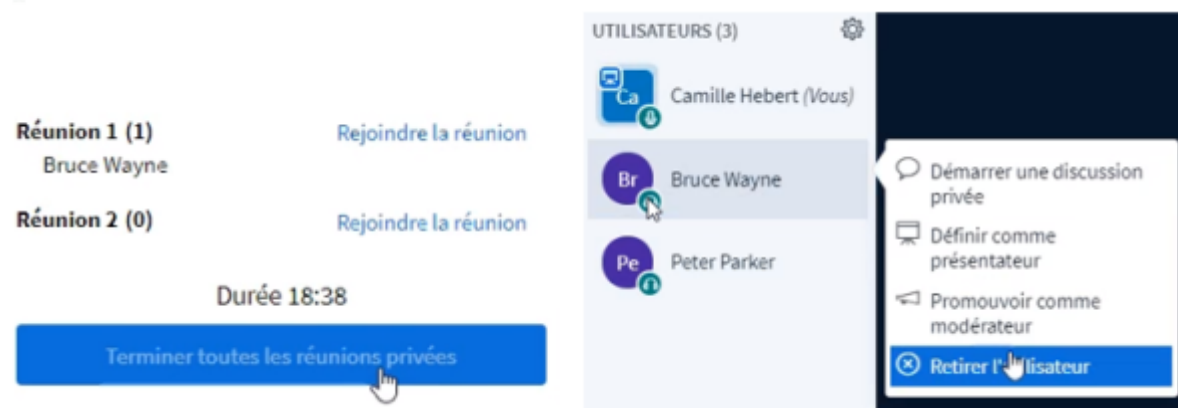 Réunion 1 (1)
Rejoindre la réunion
Bruce Wayne
Réunion 2 (0)
Rejoindre la réunion
Durée 18:38
Terminer toutes les réunions privées
UTILISATEURS (3)
Ca
Camille Hebert (Vous)
Br
Bruce Wayne
Pe
Peter Parker
Démarrer une discussion
privée
Définir comme
présentateur
Promouvoir comme
modérateur
Retirer